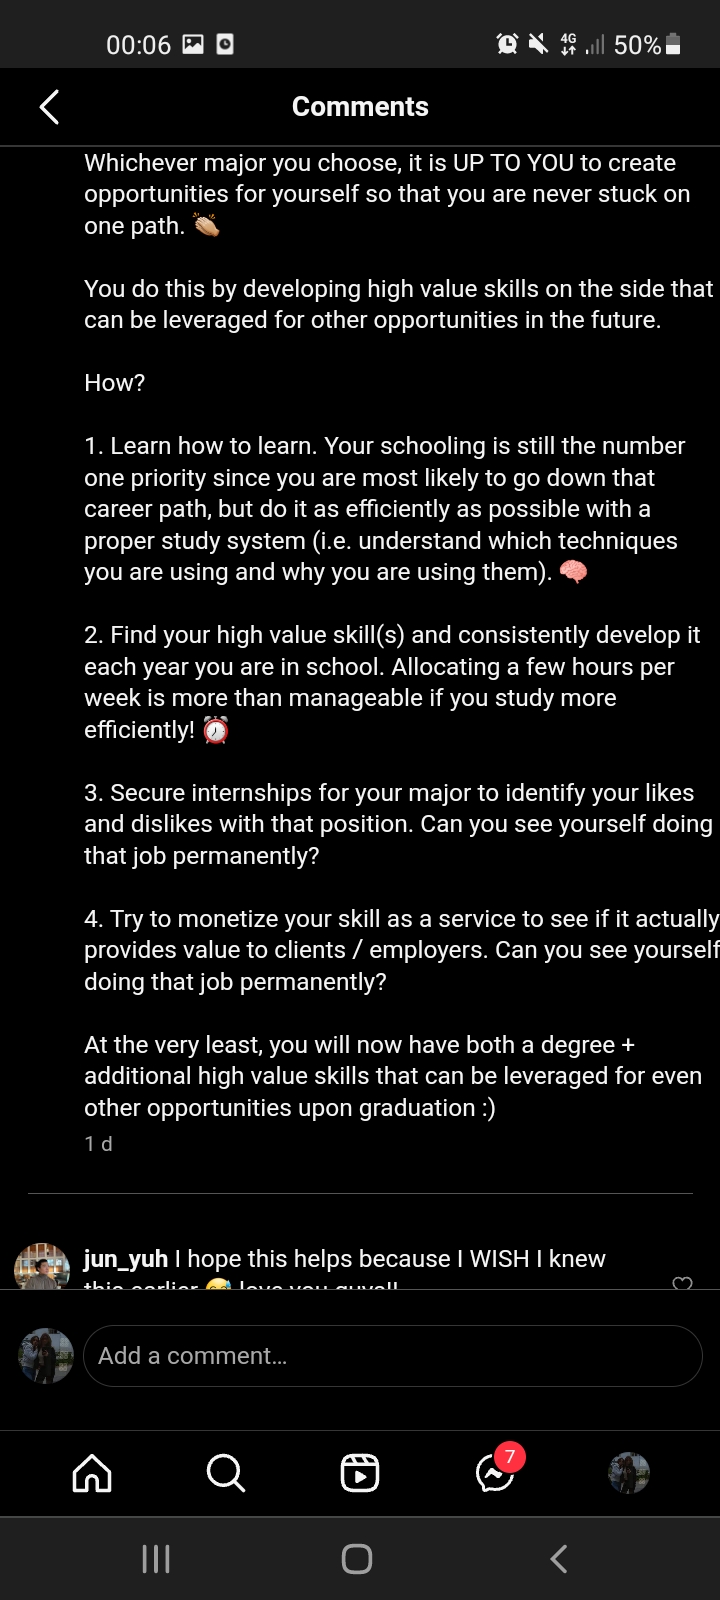 00:06 4G 50%
Comments
Whichever major you choose, it is UP TO YOU to create
opportunities for yourself so that you are never stuck on
one path. 👏🏼
You do this by developing high value skills on the side that
can be leveraged for other opportunities in the future.
How?
1. Learn how to learn. Your schooling is still the number
one priority since you are most likely to go down that
career path, but do it as efficiently as possible with a
proper study system (i.e. understand which techniques
you are using and why you are using them). 🧠
2. Find your high value skill(s) and consistently develop it
each year you are in school. Allocating a few hours per
week is more than manageable if you study more
efficiently! ⏰
3. Secure internships for your major to identify your likes
and dislikes with that position. Can you see yourself doing
that job permanently?
4. Try to monetize your skill as a service to see if it actually
provides value to clients / employers. Can you see yourself
doing that job permanently?
At the very least, you will now have both a degree +
additional high value skills that can be leveraged for even
other opportunities upon graduation :)
1 d
jun_yuh I hope this helps because I WISH I knew
this earlier 😅 love you guys!!
Add a comment...
7